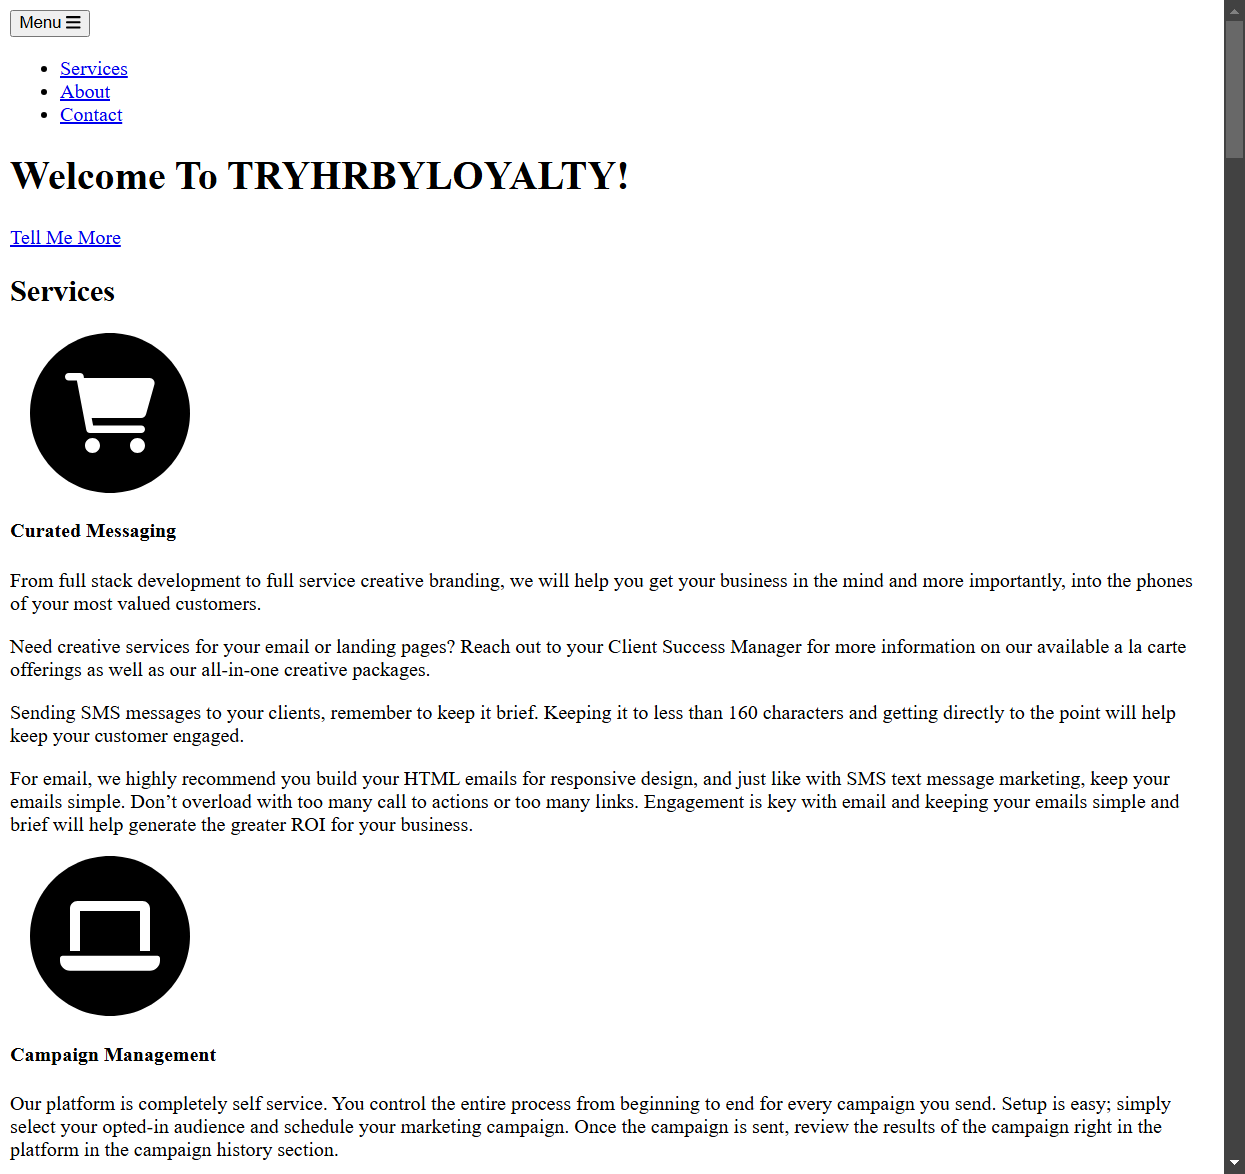 Menu
Services
About
Contact
Welcome To TRYHRBYLOYALTY!
Tell Me More
Services
Curated Messaging
From full stack development to full service creative branding, we will help you get your business in the mind and more importantly, into the phones
of your most valued customers.
Need creative services for your email or landing pages? Reach out to your Client Success Manager for more information on our available a la carte
offerings as well as our all-in-one creative packages.
Sending SMS messages to your clients, remember to keep it brief. Keeping it to less than 160 characters and getting directly to the point will help
keep your customer engaged.
For email, we highly recommend you build your HTML emails for responsive design, and just like with SMS text message marketing, keep your
emails simple. Don’t overload with too many call to actions or too many links. Engagement is key with email and keeping your emails simple and
brief will help generate the greater ROI for your business.
Campaign Management
Our platform is completely self service. You control the entire process from beginning to end for every campaign you send. Setup is easy; simply
select your opted-in audience and schedule your marketing campaign. Once the campaign is sent, review the results of the campaign right in the
platform in the campaign history section.